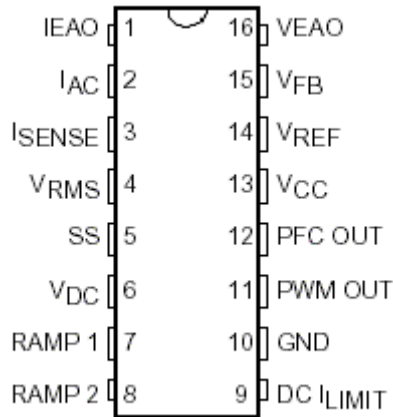 IEAO 1 16 VEAO
IAC 2 15 VFB
ISENSE 3 14 VREF
VRMS 4 13 VCC
SS 5 12 PFC OUT
VDC 6 11 PWM OUT
RAMP 1 7 10 GND
RAMP 2 8 9 DC ILIMIT